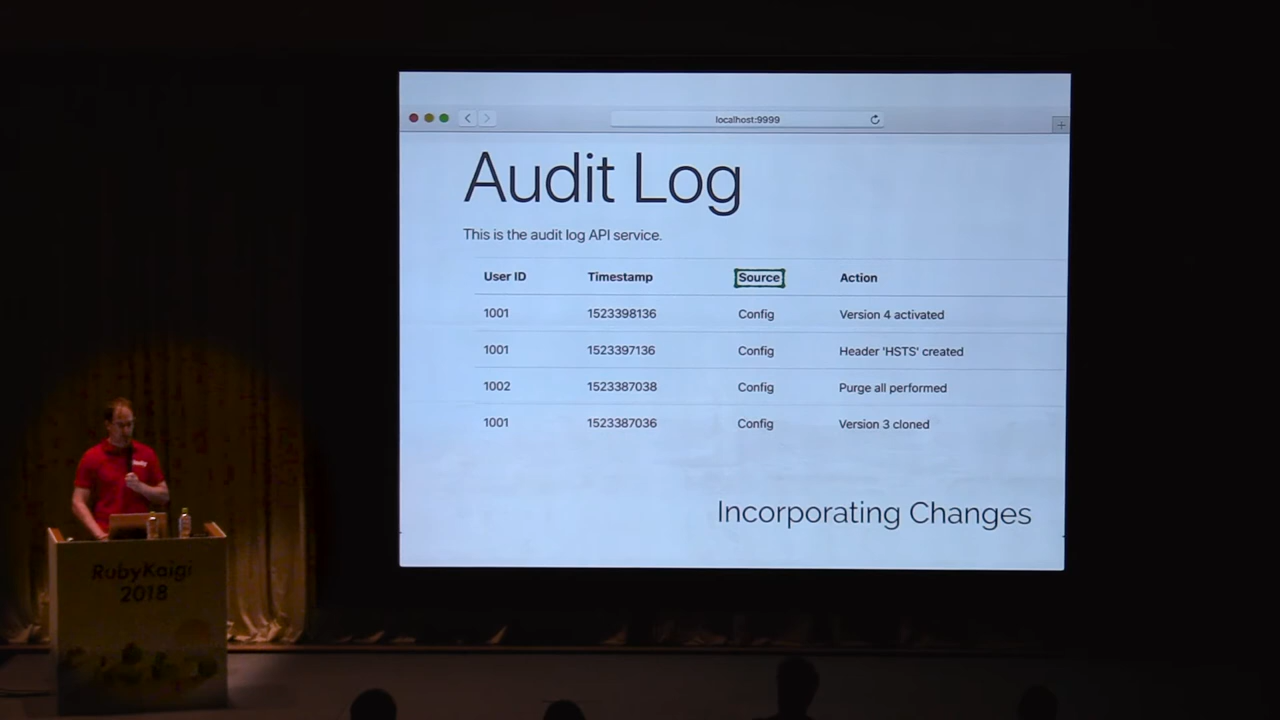 localhost:9999
Audit Log
This is the audit log API service.
User ID Timestamp Source Action
1001 1523398136 Config Version 4 activated
1001 1523397136 Config Header 'HSTS' created
1002 1523387038 Config Purge all performed
1001 1523387036 Config Version 3 cloned
Incorporating Changes
RubyKaigi
2018